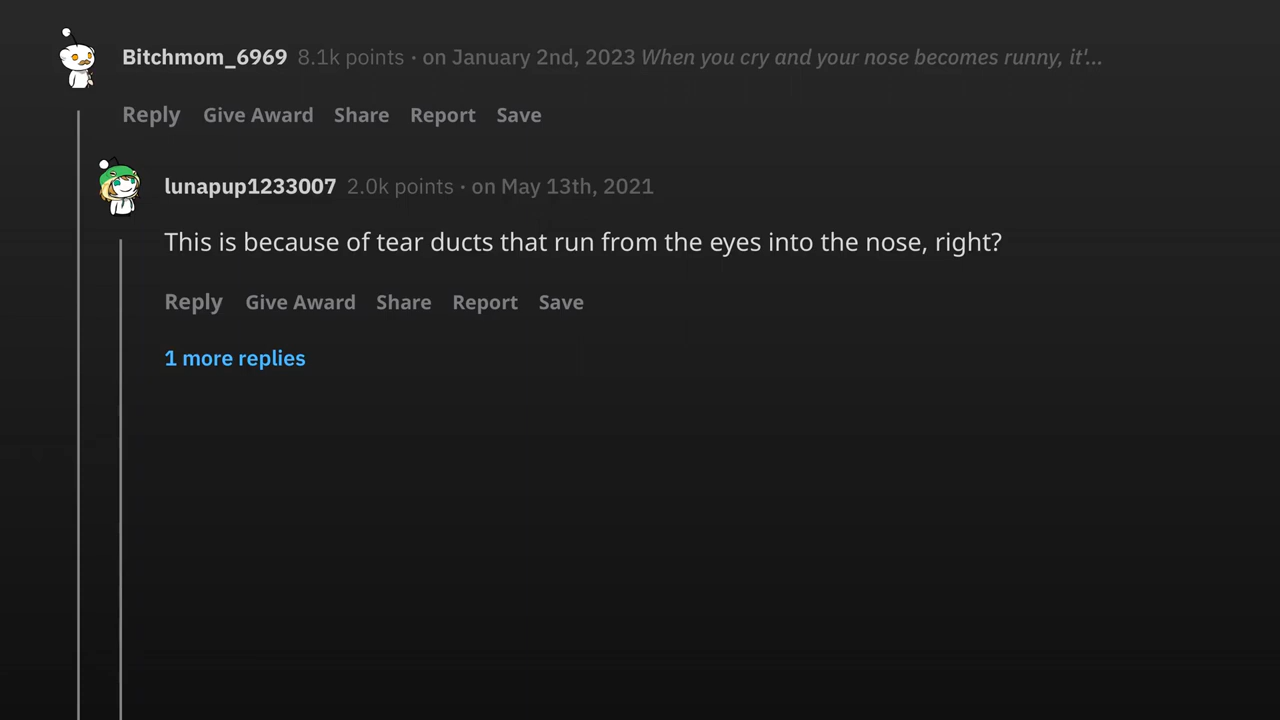 Bitchmom_6969 8.1k points · on January 2nd, 2023 When you cry and your nose becomes runny, it'...
Reply Give Award Share Report Save
lunapup1233007 2.0k points · on May 13th, 2021
This is because of tear ducts that run from the eyes into the nose, right?
Reply Give Award Share Report Save
1 more replies